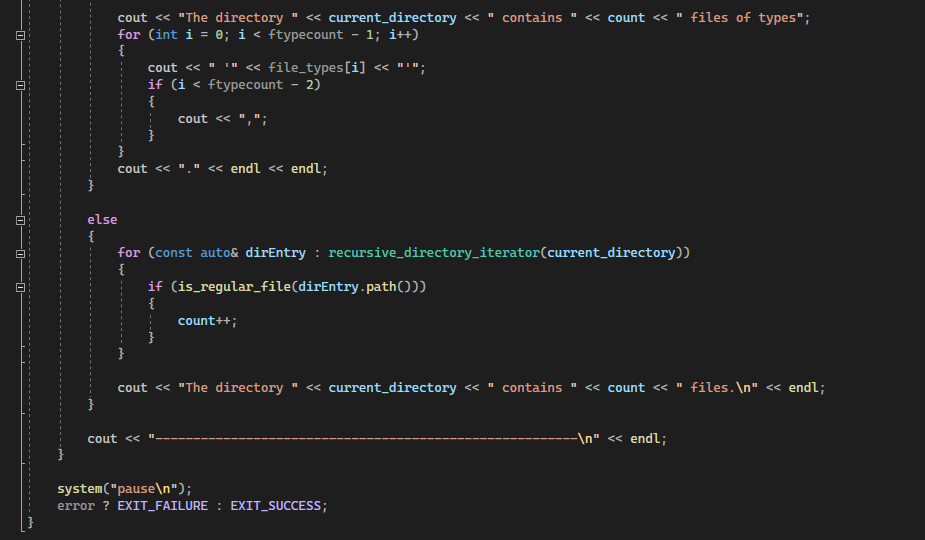 cout << "The directory " << current_directory << " contains " << count << " files of types";
for (int i = 0; i < ftypecount - 1; i++)
{
cout << " '" << file_types[i] << "'";
if (i < ftypecount - 2)
{
cout << ",";
}
}
cout << "." << endl << endl;
}
else
{
for (const auto& dirEntry : recursive_directory_iterator(current_directory))
{
if (is_regular_file(dirEntry.path()))
{
count++;
}
}
cout << "The directory " << current_directory << " contains " << count << " files.\n" << endl;
}
cout << "--------------------------------------------------------\n" << endl;
}
system("pause\n");
error ? EXIT_FAILURE : EXIT_SUCCESS;
}